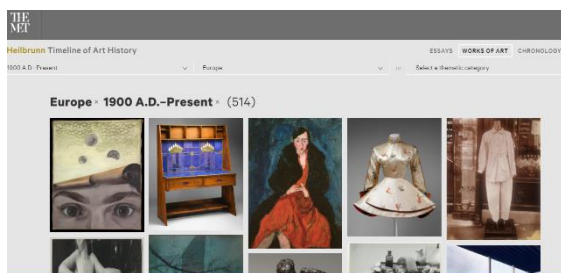 THE
MET
Heilbrunn Timeline of Art History
ESSAYS WORKS OF ART CHRONOLOGY
1900 A.D.-Present Europe or Select a thematic category
Europe × 1900 A.D.–Present × (514)